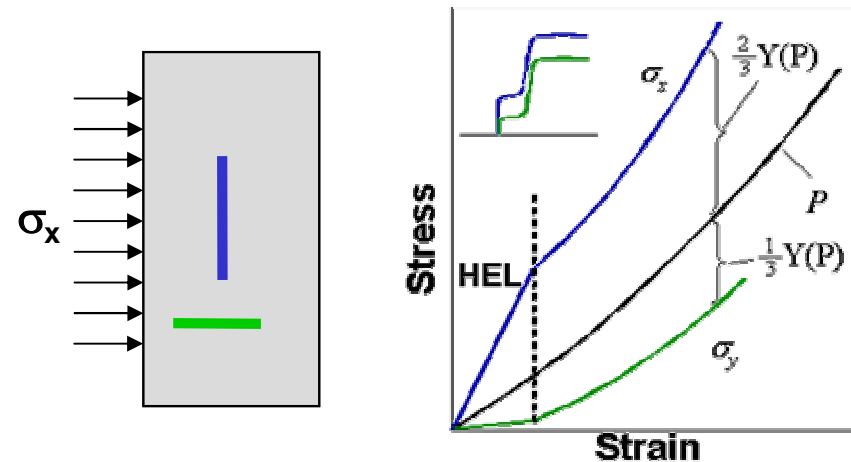 σx
Stress
Strain
HEL
σx
2/3 Y(P)
P
1/3 Y(P)
σy